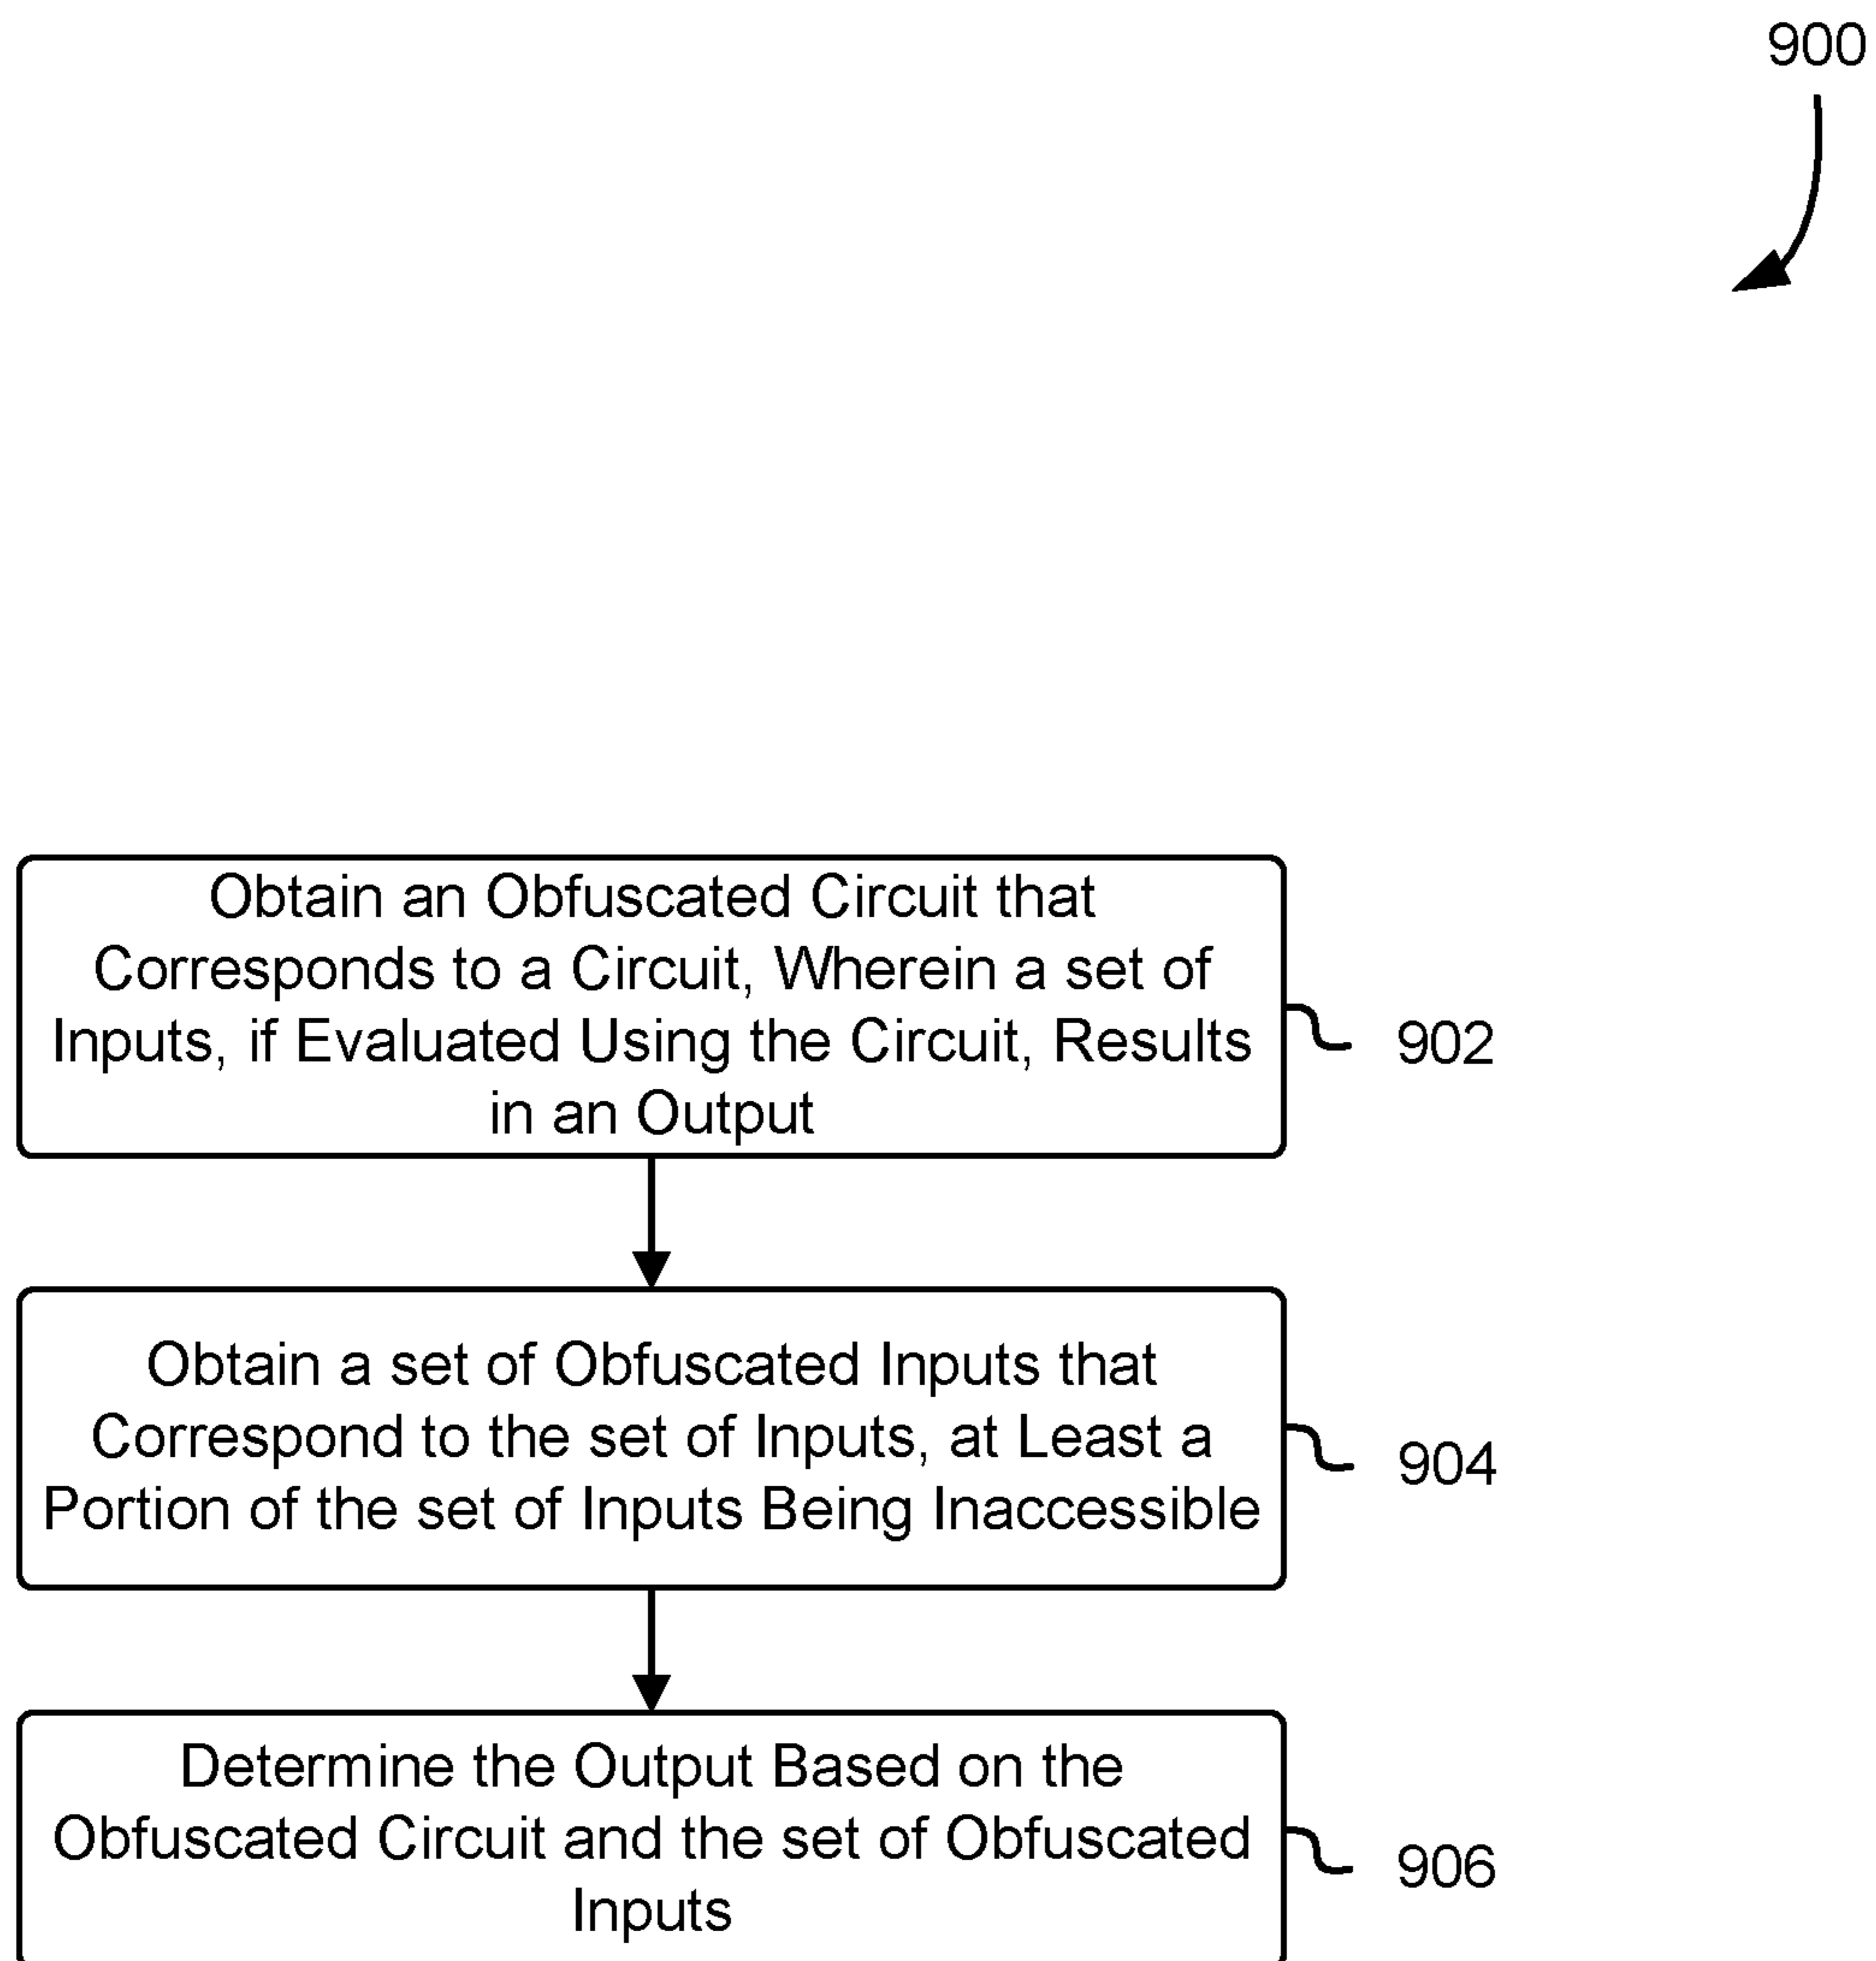 900
Obtain an Obfuscated Circuit that
Corresponds to a Circuit, Wherein a set of
Inputs, if Evaluated Using the Circuit, Results
in an Output
902
Obtain a set of Obfuscated Inputs that
Correspond to the set of Inputs, at Least a
Portion of the set of Inputs Being Inaccessible
904
Determine the Output Based on the
Obfuscated Circuit and the set of Obfuscated
Inputs
906